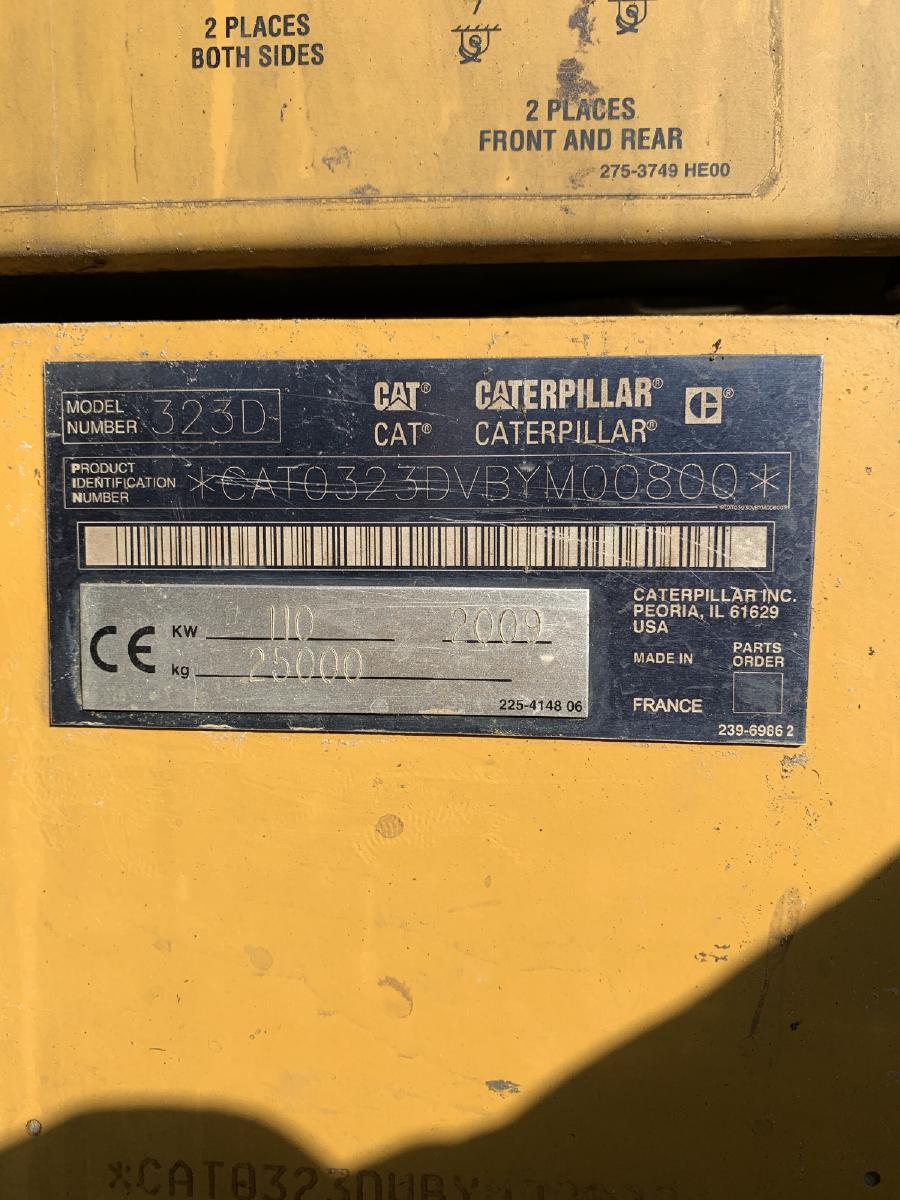 2 PLACES
BOTH SIDES
2 PLACES
FRONT AND REAR
275-3749 HE00
MODEL NUMBER 323D
CAT® CATERPILLAR® C®
CAT® CATERPILLAR®
PRODUCT IDENTIFICATION NUMBER *CAT0323DVBYM00800*
*CAT0323DVBYM00800*
CE KW 110 2009
kg 25000
225-4148 06
CATERPILLAR INC.
PEORIA, IL 61629
USA
MADE IN
FRANCE
PARTS
ORDER
239-6986 2